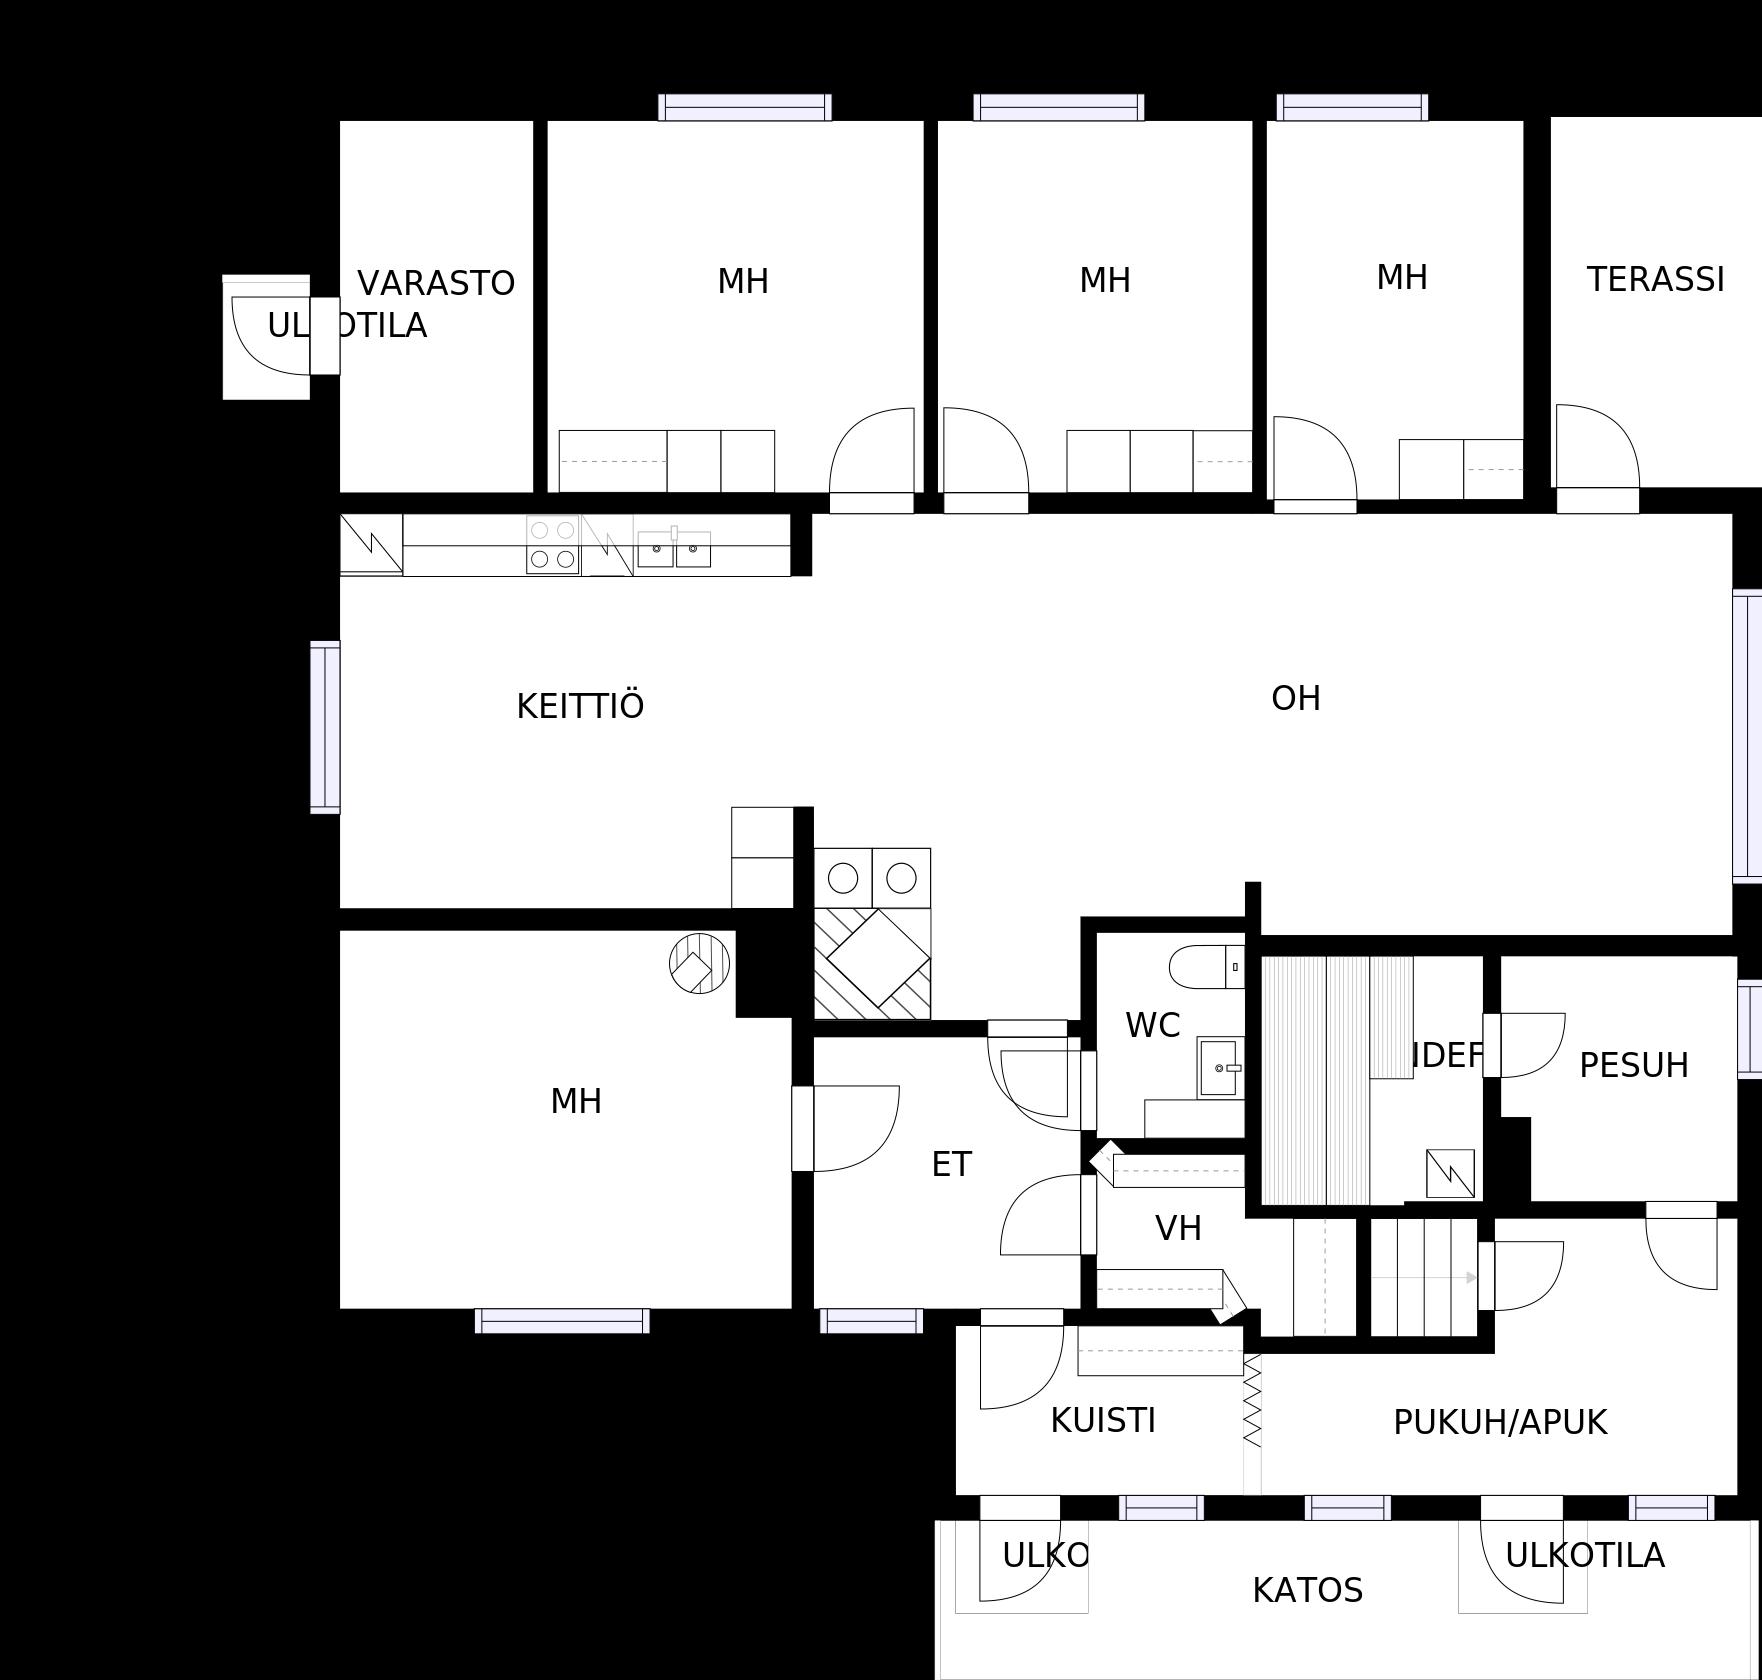 VARASTO
MH
MH
MH
TERASSI
ULKOTILA
KEITTIÖ
OH
WC
NDEF
PESUH
MH
ET
VH
KUISTI
PUKUH/APUK
ULKO
ULKOTILA
KATOS